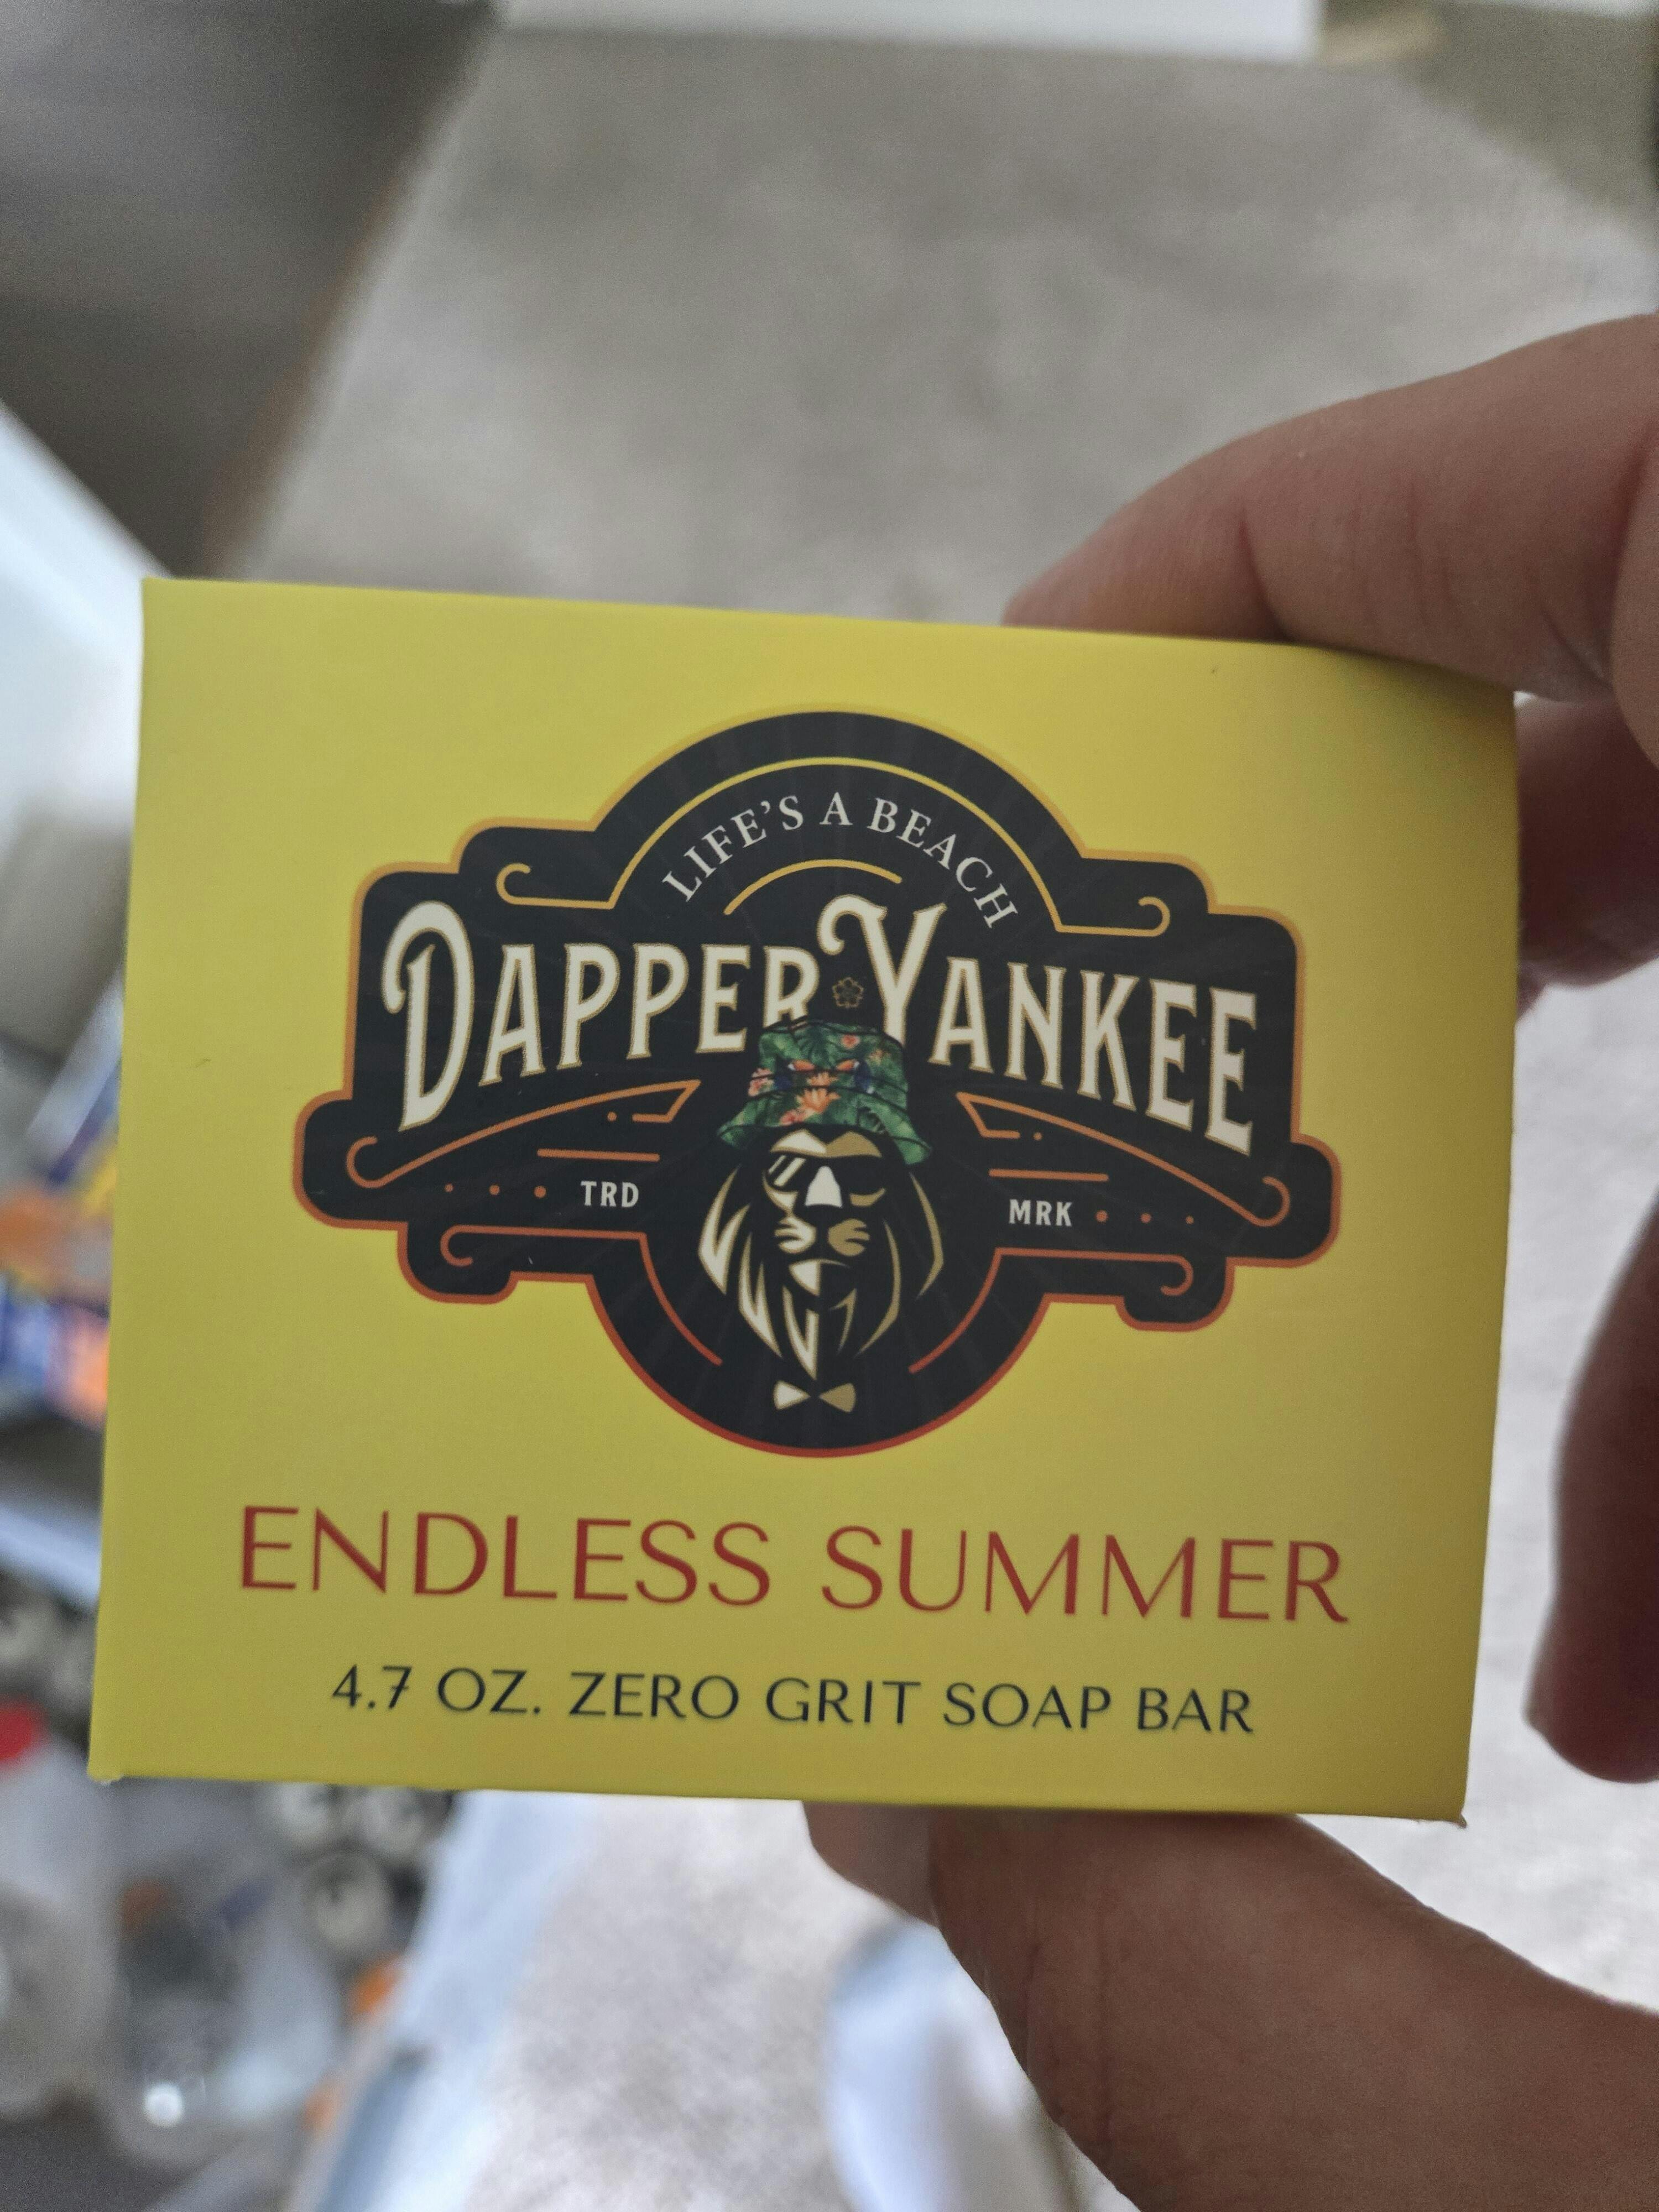 LIFE'S A BEACH
DAPPER YANKEE
TRD MRK
ENDLESS SUMMER
4.7 OZ. ZERO GRIT SOAP BAR